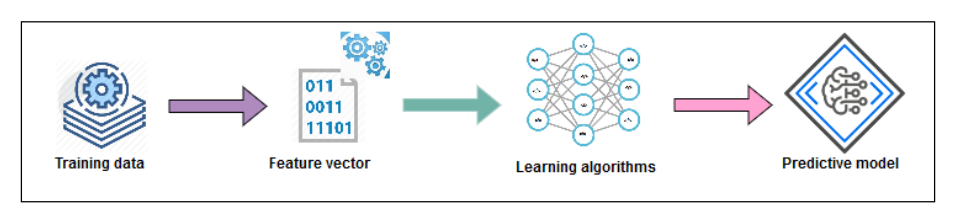 011
0011
11101
Training data
Feature vector
Learning algorithms
Predictive model